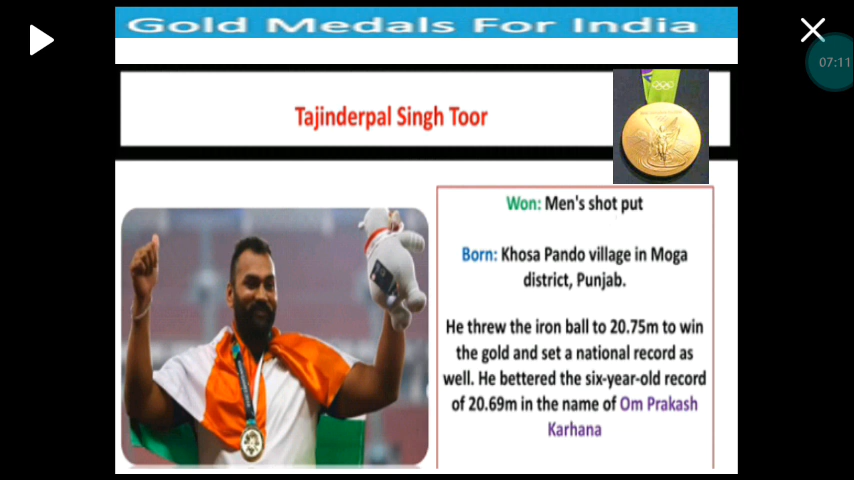 Gold Medals For India
07:11
Tajinderpal Singh Toor
Won: Men's shot put
Born: Khosa Pando village in Moga
district, Punjab.
He threw the iron ball to 20.75m to win
the gold and set a national record as
well. He bettered the six-year-old record
of 20.69m in the name of Om Prakash
Karhana